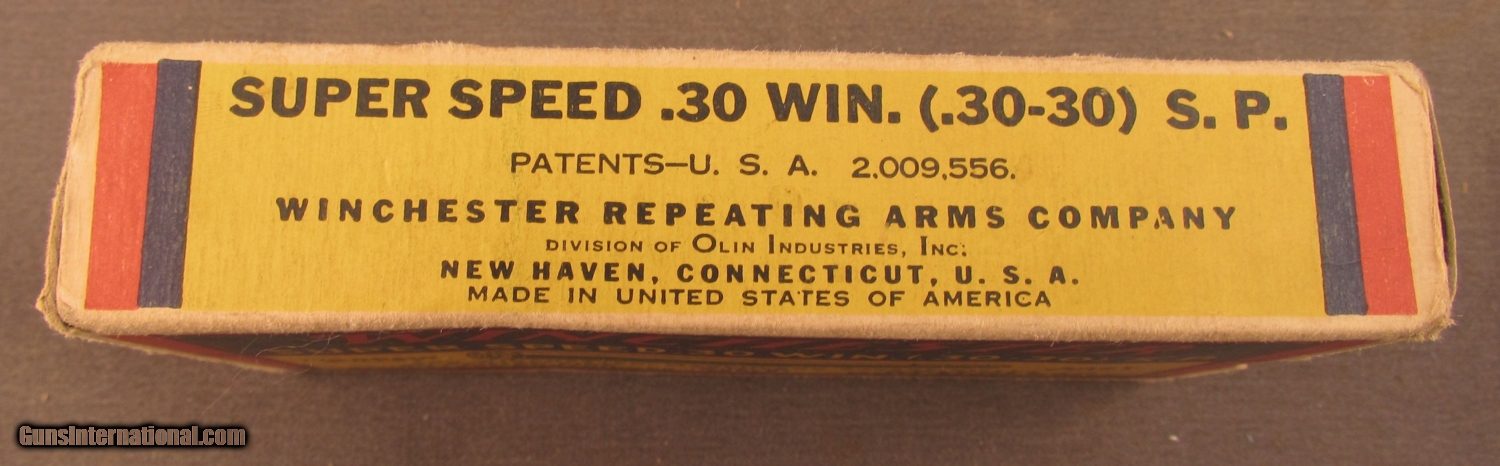 SUPER SPEED .30 WIN. (.30-30) S. P.
PATENTS—U. S. A. 2,009,556.
WINCHESTER REPEATING ARMS COMPANY
DIVISION OF OLIN INDUSTRIES, INC.
NEW HAVEN, CONNECTICUT, U. S. A.
MADE IN UNITED STATES OF AMERICA
GunsInternational.com